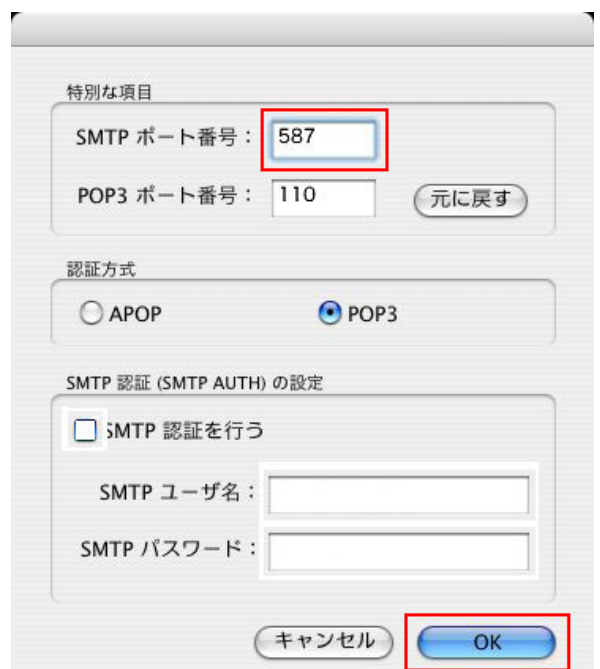 特別な項目
SMTP ポート番号： 587
POP3 ポート番号： 110 元に戻す
認証方式
APOP POP3
SMTP 認証 (SMTP AUTH) の設定
SMTP 認証を行う
SMTP ユーザ名：
SMTP パスワード：
キャンセル OK